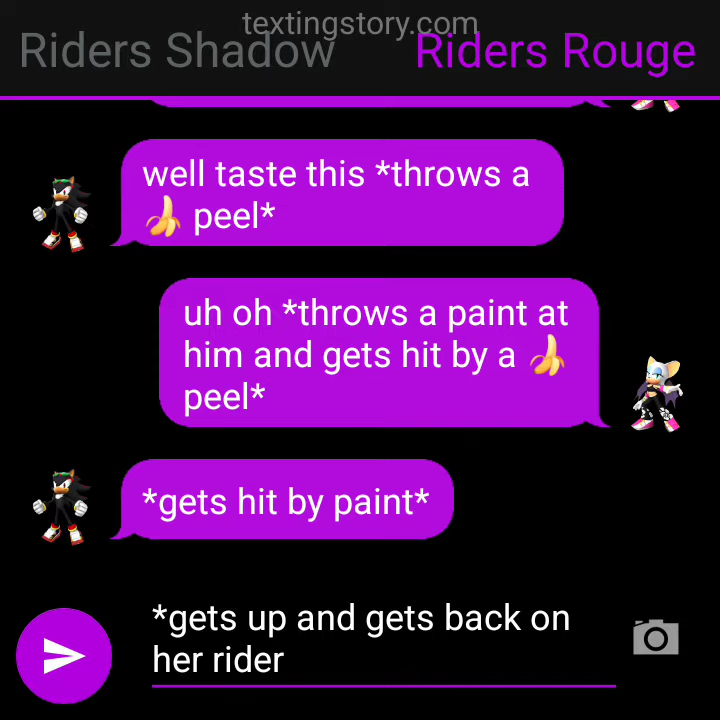 textingstory.com
Riders Shadow
Riders Rouge
well taste this *throws a
🍌 peel*
uh oh *throws a paint at
him and gets hit by a 🍌
peel*
*gets hit by paint*
*gets up and gets back on
her rider